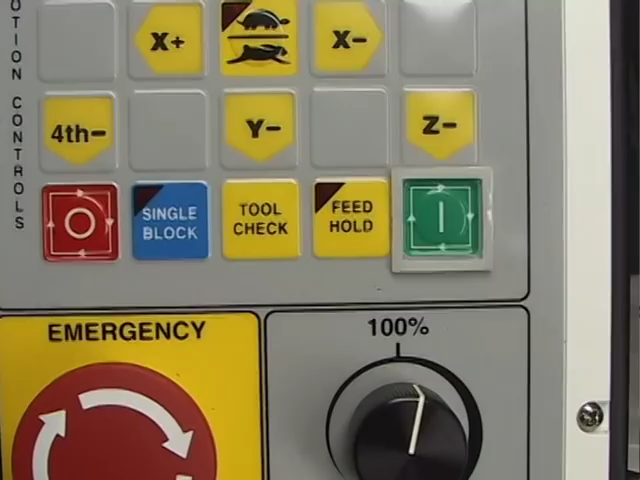 OTION CONTROLS
X+
X-
4th-
Y-
Z-
O
SINGLE
BLOCK
TOOL
CHECK
FEED
HOLD
I
EMERGENCY
100%